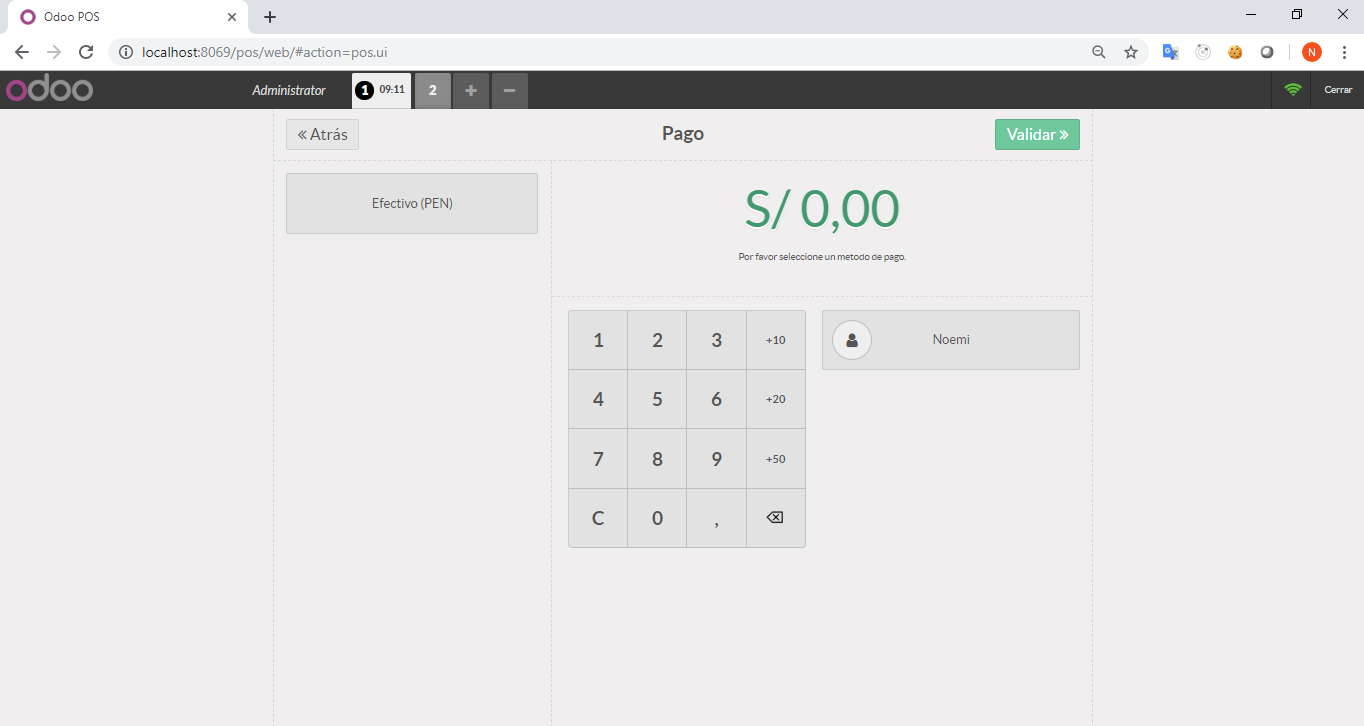 Odoo POS
localhost:8069/pos/web/#action=pos.ui
N
odoo
Administrator
1 09:11
2
+
−
Cerrar
« Atrás
Pago
Validar »
Efectivo (PEN)
S/ 0,00
Por favor seleccione un metodo de pago.
1 2 3 +10
4 5 6 +20
7 8 9 +50
C 0 ,
Noemi